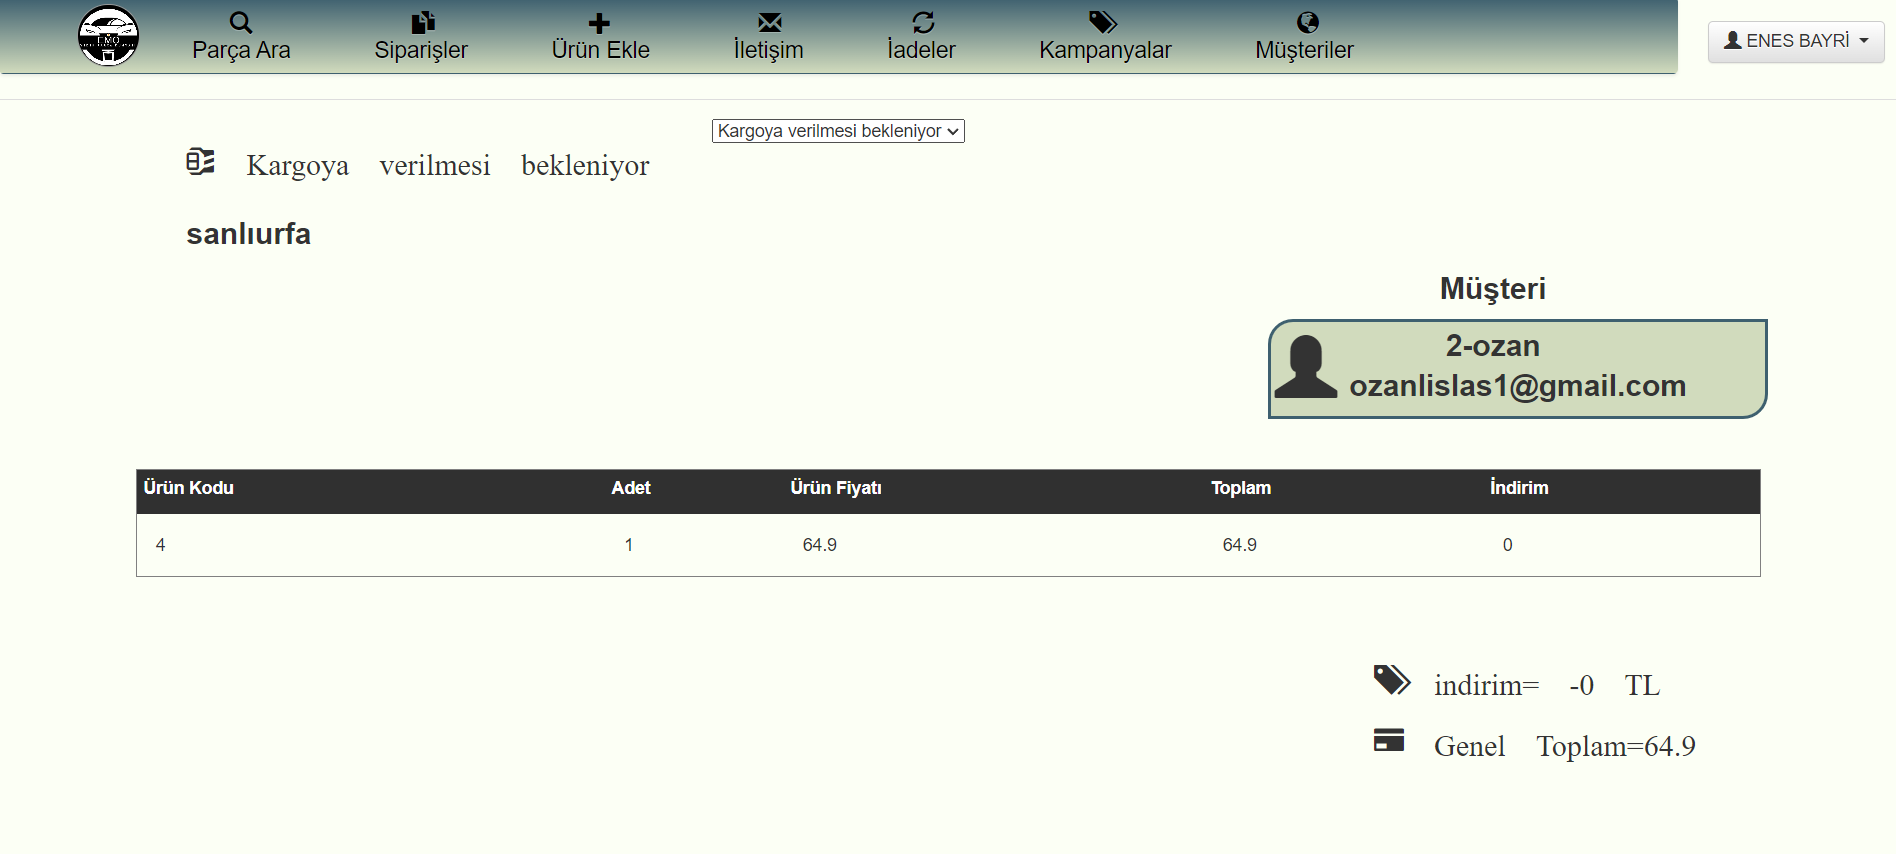 EMO
Parça Ara Siparişler Ürün Ekle İletişim İadeler Kampanyalar Müşteriler ENES BAYRİ
Kargoya verilmesi bekleniyor
Kargoya verilmesi bekleniyor
sanlıurfa
Müşteri
2-ozan
ozanlislas1@gmail.com
Ürün Kodu Adet Ürün Fiyatı Toplam İndirim
4 1 64.9 64.9 0
indirim= -0 TL
Genel Toplam=64.9